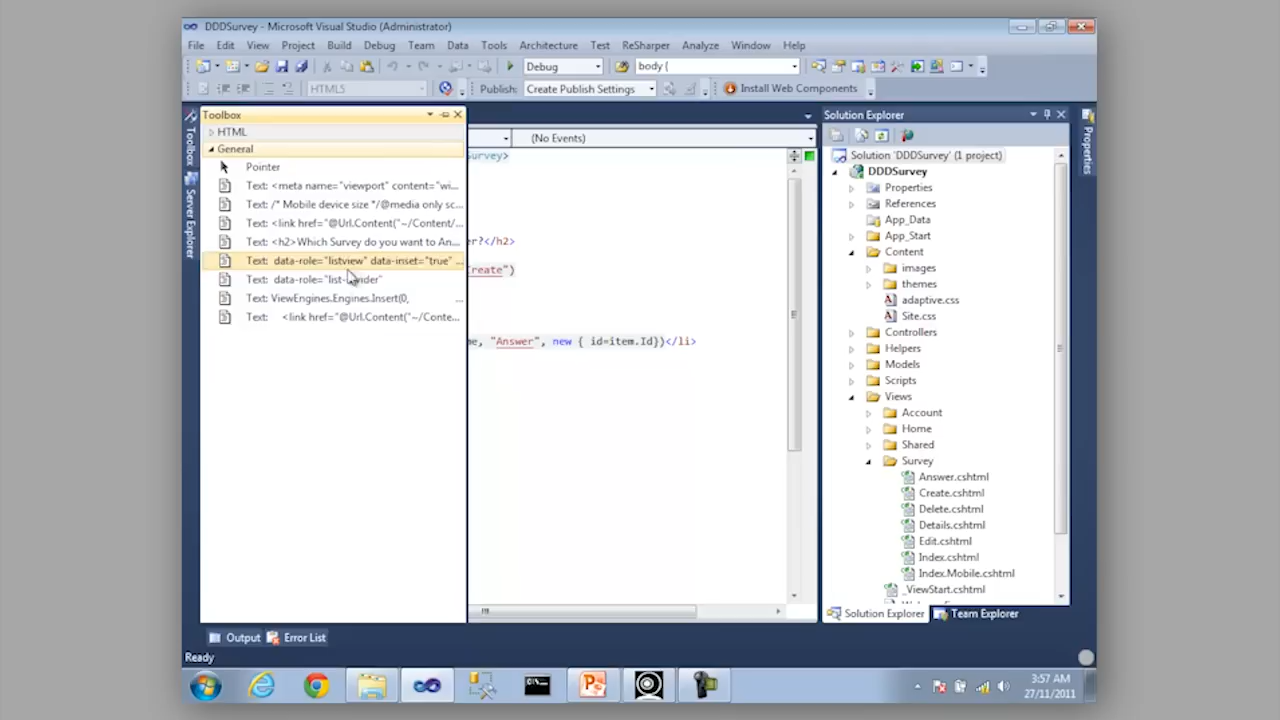 DDDSurvey - Microsoft Visual Studio (Administrator)
File Edit View Project Build Debug Team Data Tools Architecture Test ReSharper Analyze Window Help
Debug body {
HTML5 Publish: Create Publish Settings Install Web Components
Toolbox
HTML
General
Pointer
Text: <meta name="viewport" content="wi...
Text: /* Mobile device size */@media only sc...
Text: <link href="@Url.Content("~/Content/...
Text: <h2>Which Survey do you want to An...
Text: data-role="listview" data-inset="true" ...
Text: data-role="list-
Text: ViewEngines.Engines.Insert(0, ...
Text: <link href="@Url.Content("~/Conte...
Toolbox
Server Explorer
(No Events)
urvey>
er?</h2>
Create")
ne, "Answer", new { id=item.Id})</li>
Solution Explorer
Solution 'DDDSurvey' (1 project)
DDDSurvey
Properties
References
App_Data
App_Start
Content
images
themes
adaptive.css
Site.css
Controllers
Helpers
Models
Scripts
Views
Account
Home
Shared
Survey
Answer.cshtml
Create.cshtml
Delete.cshtml
Details.cshtml
Edit.cshtml
Index.cshtml
Index.Mobile.cshtml
_ViewStart.cshtml
Solution Explorer Team Explorer
Properties
Output Error List
Ready
3:57 AM
27/11/2011